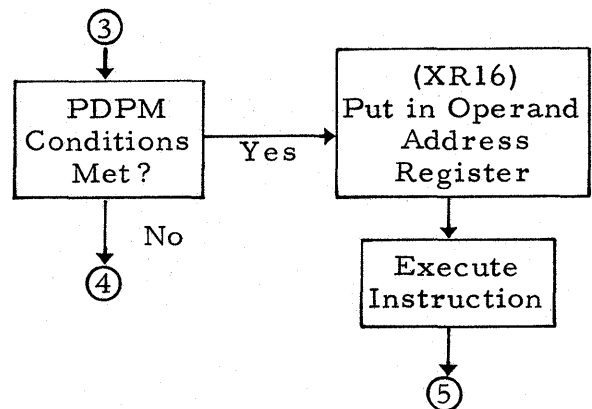 3
PDPM
Conditions
Met?
Yes
No
4
(XR16)
Put in Operand
Address
Register
Execute
Instruction
5